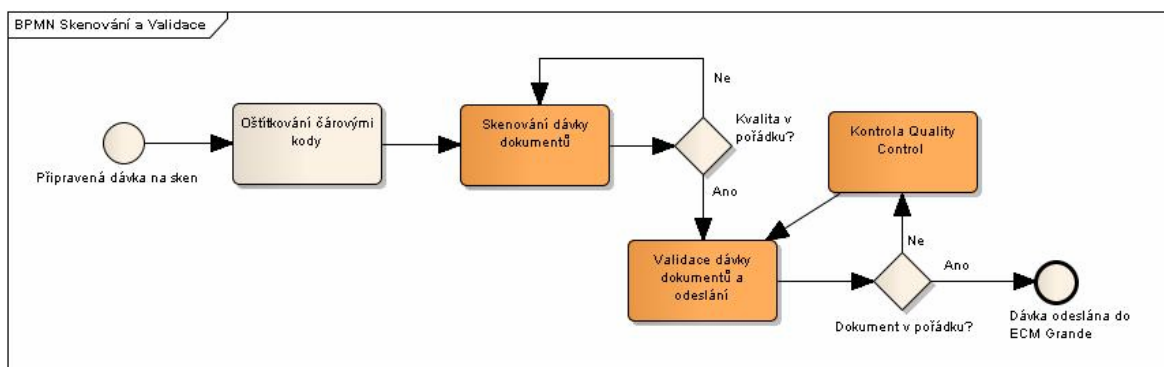 BPMN Skenování a Validace
Ne
Oštítkování čárovými
kody
Skenování dávky
dokumentů
Kvalita v
pořádku?
Kontrola Quality
Control
Připravená dávka na sken
Ano
Ne
Validace dávky
dokumentů a
odeslání
Ano
Dokument v pořádku?
Dávka odeslána do
ECM Grande